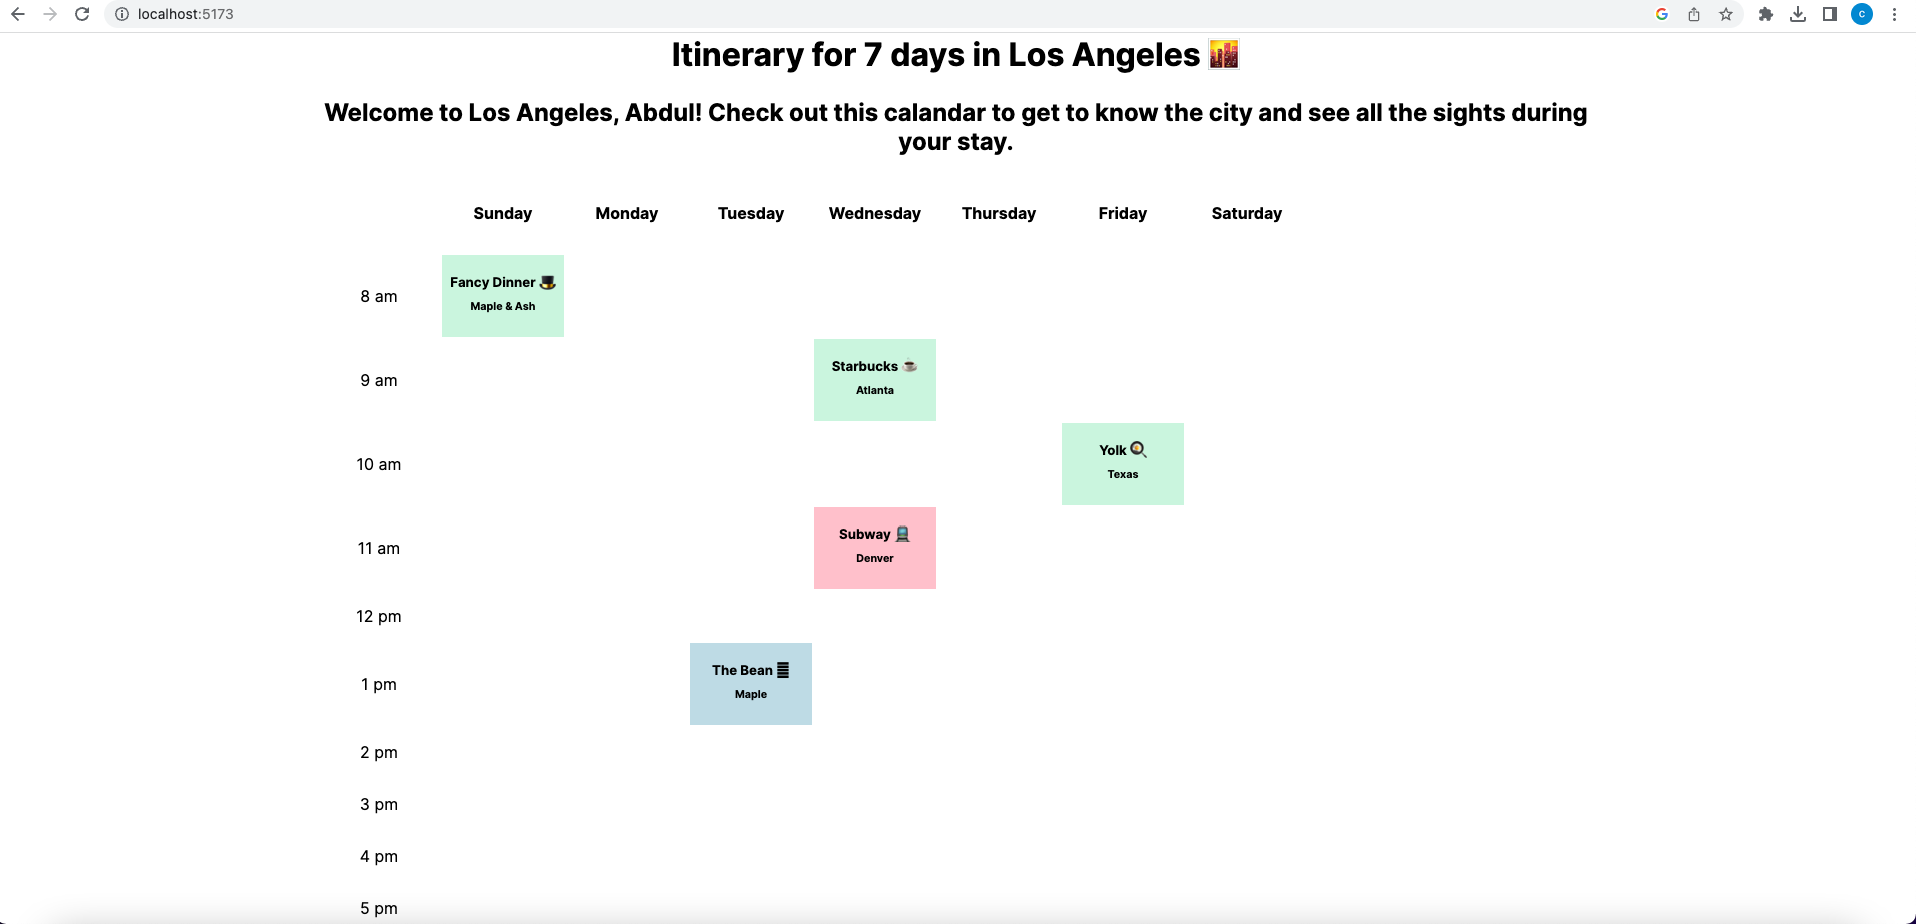 localhost:5173
C
Itinerary for 7 days in Los Angeles 🌇
Welcome to Los Angeles, Abdul! Check out this calandar to get to know the city and see all the sights during
your stay.
Sunday Monday Tuesday Wednesday Thursday Friday Saturday
8 am
Fancy Dinner 🎩
Maple & Ash
9 am
Starbucks ☕
Atlanta
10 am
Yolk 🍳
Texas
11 am
Subway 🚆
Denver
12 pm
1 pm
The Bean
Maple
2 pm
3 pm
4 pm
5 pm